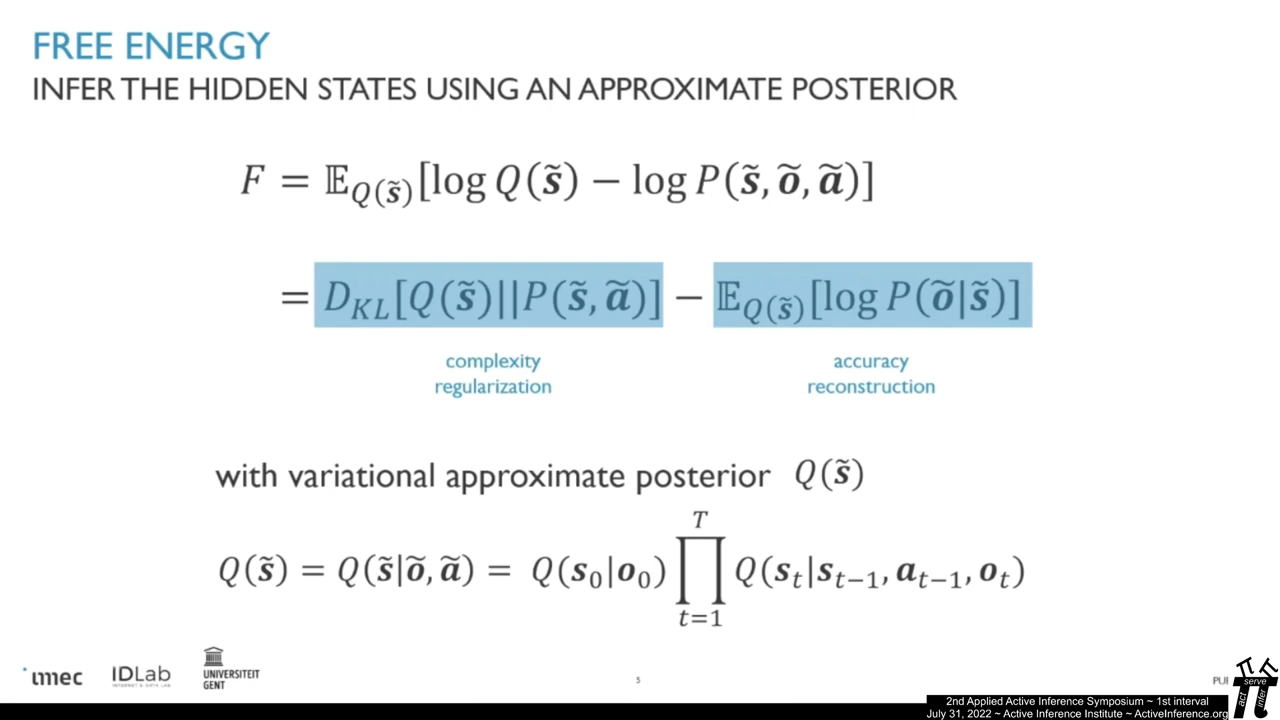 FREE ENERGY
INFER THE HIDDEN STATES USING AN APPROXIMATE POSTERIOR
F = 𝔼_{Q(s̃)}[log Q(s̃) − log P(s̃, õ, ã)]
= D_{KL}[Q(s̃)||P(s̃, ã)] − 𝔼_{Q(s̃)}[log P(õ|s̃)]
complexity
regularization
accuracy
reconstruction
with variational approximate posterior Q(s̃)
Q(s̃) = Q(s̃|õ, ã) = Q(s₀|o₀) ∏_{t=1}^{T} Q(s_t|s_{t−1}, a_{t−1}, o_t)
imec
IDLab
INTERNET & DATA LAB
UNIVERSITEIT
GENT
5
PUI
act
serve
infer
2nd Applied Active Inference Symposium ~ 1st interval
July 31, 2022 ~ Active Inference Institute ~ ActiveInference.org